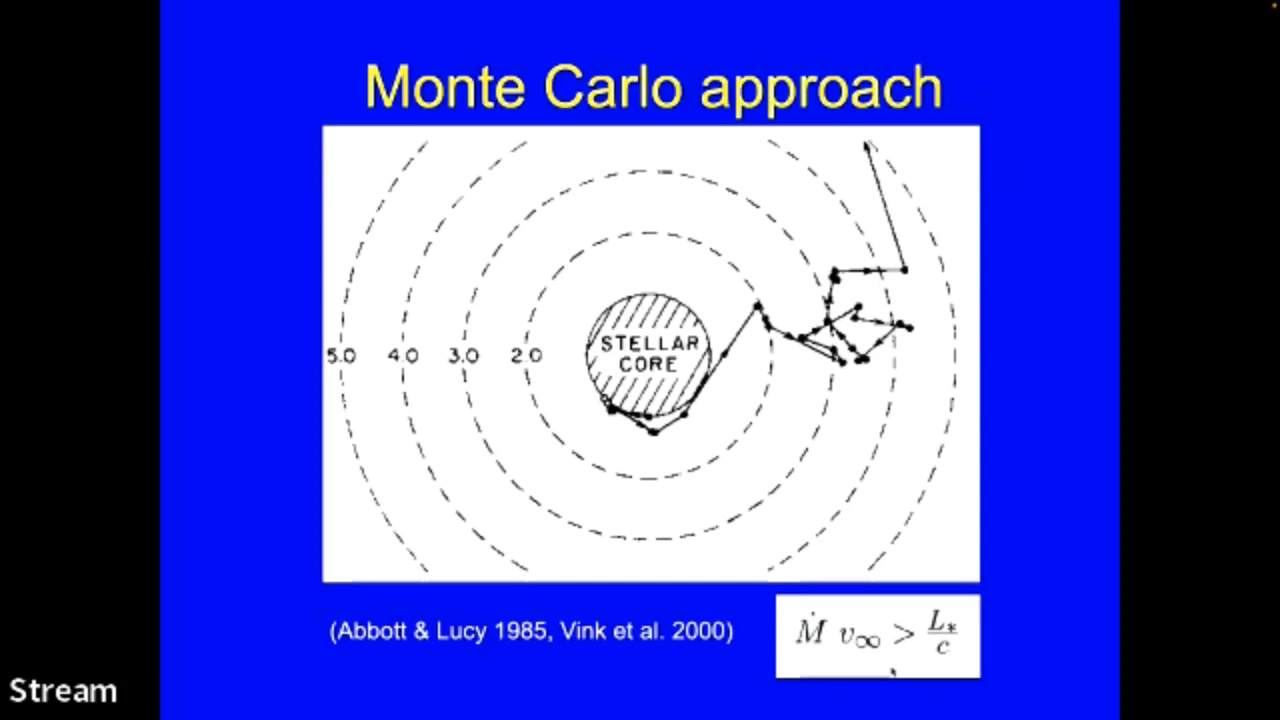 Monte Carlo approach
STELLAR
CORE
5.0 4.0 3.0 2.0
(Abbott & Lucy 1985, Vink et al. 2000)
Ṁ v∞ > L* / c
Stream